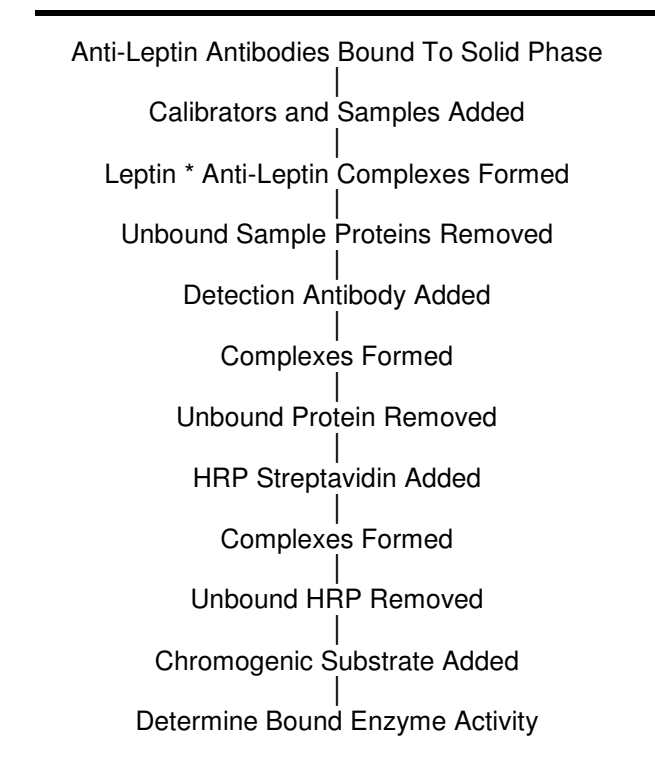 Anti-Leptin Antibodies Bound To Solid Phase
Calibrators and Samples Added
Leptin * Anti-Leptin Complexes Formed
Unbound Sample Proteins Removed
Detection Antibody Added
Complexes Formed
Unbound Protein Removed
HRP Streptavidin Added
Complexes Formed
Unbound HRP Removed
Chromogenic Substrate Added
Determine Bound Enzyme Activity